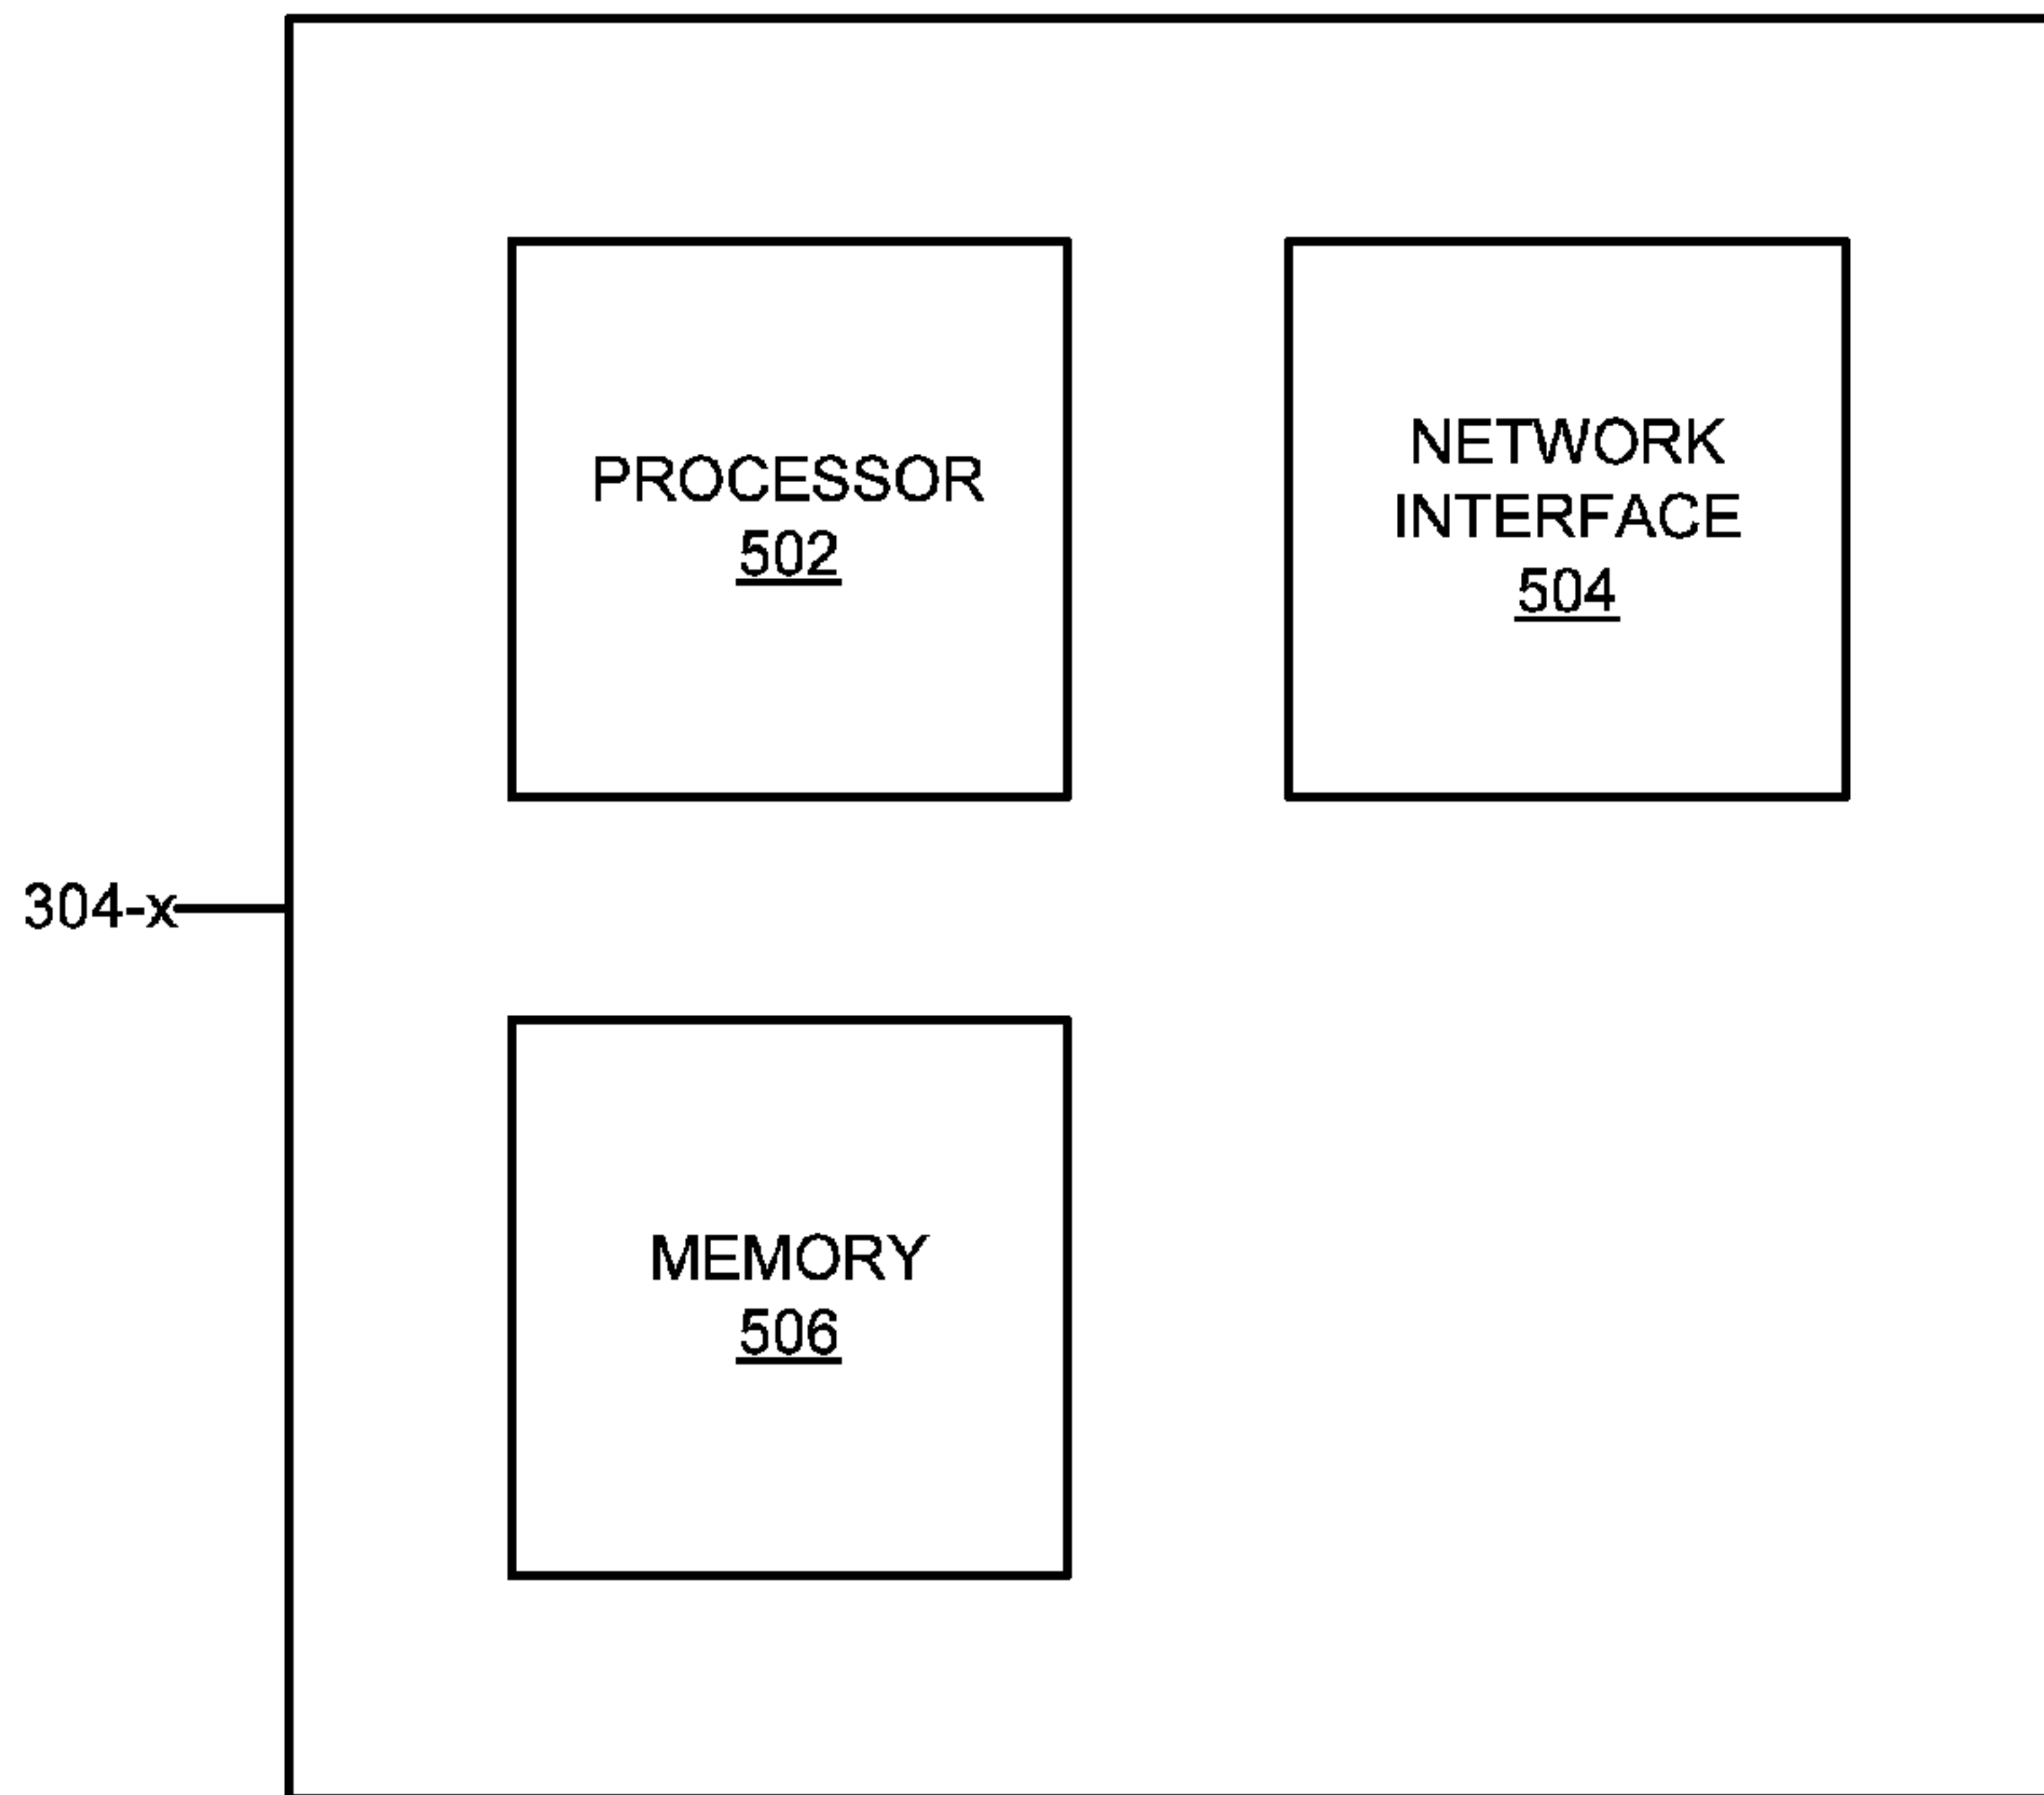 PROCESSOR
502
NETWORK
INTERFACE
504
304-x
MEMORY
506